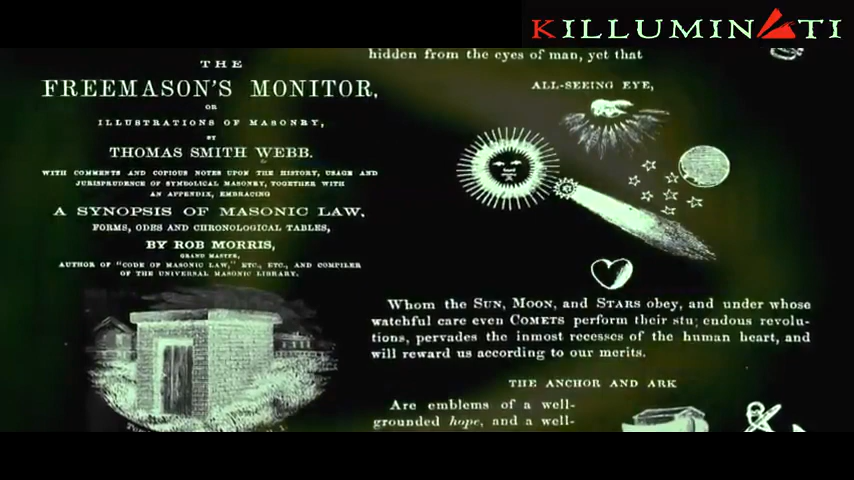 KILLUMINATI
THE
FREEMASON'S MONITOR,
OR
ILLUSTRATIONS OF MASONRY,
BY
THOMAS SMITH WEBB.
WITH COMMENTS AND COPIOUS NOTES UPON THE HISTORY, USAGE AND
JURISPRUDENCE OF SYMBOLICAL MASONRY, TOGETHER WITH
AN APPENDIX, EMBRACING
A SYNOPSIS OF MASONIC LAW,
FORMS, ODES AND CHRONOLOGICAL TABLES,
BY ROB MORRIS,
GRAND MASTER,
AUTHOR OF "CODE OF MASONIC LAW," ETC., ETC., AND COMPILER
OF THE UNIVERSAL MASONIC LIBRARY.
hidden from the eyes of man, yet that
ALL-SEEING EYE,
Whom the SUN, MOON, and STARS obey, and under whose
watchful care even COMETS perform their stu; endous revolu-
tions, pervades the inmost recesses of the human heart, and
will reward us according to our merits.
THE ANCHOR AND ARK
Are emblems of a well-
grounded hope, and a well-